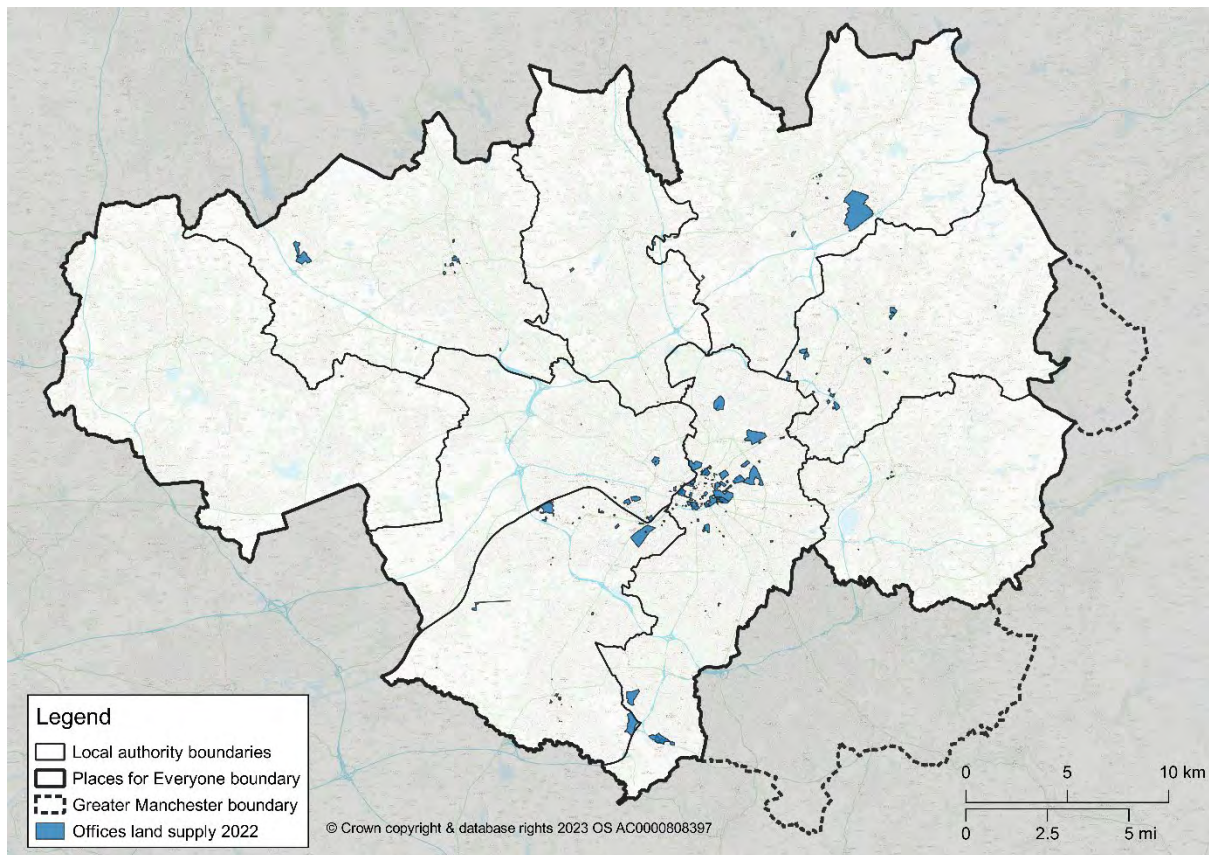 Legend
Local authority boundaries
Places for Everyone boundary
Greater Manchester boundary
Offices land supply 2022
© Crown copyright & database rights 2023 OS AC0000808397
0 5 10 km
0 2.5 5 mi